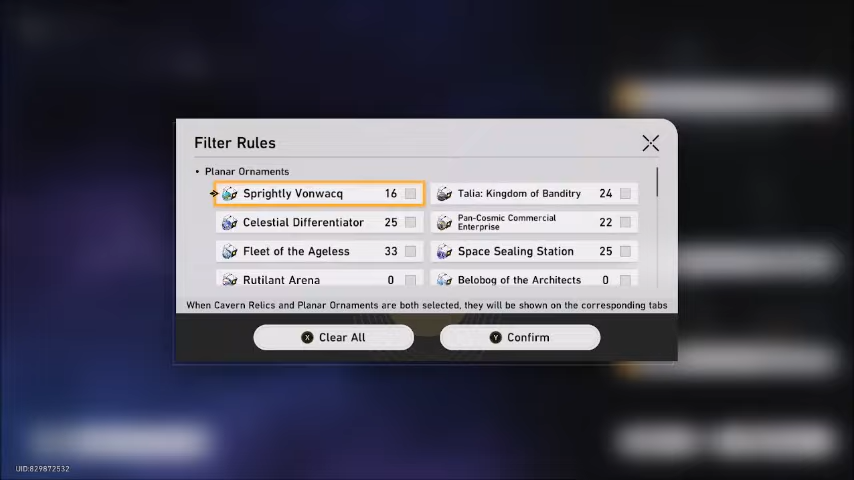 Filter Rules
• Planar Ornaments
Sprightly Vonwacq 16
Talia: Kingdom of Banditry 24
Celestial Differentiator 25
Pan-Cosmic Commercial
Enterprise 22
Fleet of the Ageless 33
Space Sealing Station 25
Rutilant Arena 0
Belobog of the Architects 0
When Cavern Relics and Planar Ornaments are both selected, they will be shown on the corresponding tabs
X Clear All
Y Confirm
UID:829872532